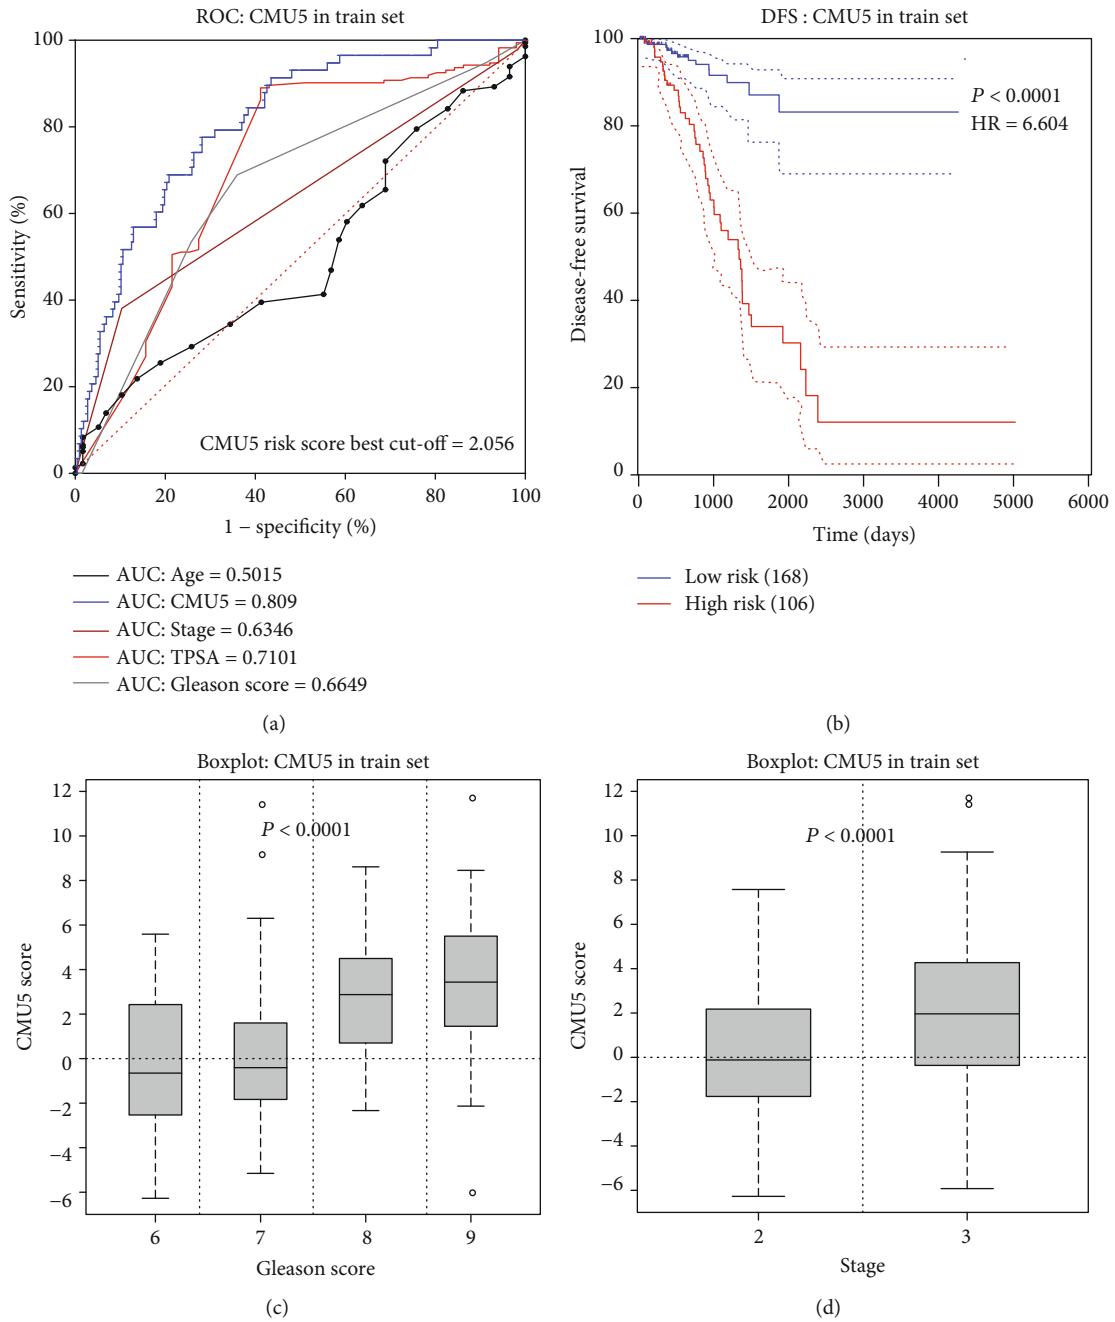 ROC: CMU5 in train set
100
80
60
40
20
0
Sensitivity (%)
CMU5 risk score best cut-off = 2.056
0 20 40 60 80 100
1 − specificity (%)
AUC: Age = 0.5015
AUC: CMU5 = 0.809
AUC: Stage = 0.6346
AUC: TPSA = 0.7101
AUC: Gleason score = 0.6649
(a)
DFS : CMU5 in train set
100
80
60
40
20
0
Disease-free survival
P < 0.0001
HR = 6.604
0 1000 2000 3000 4000 5000 6000
Time (days)
Low risk (168)
High risk (106)
(b)
Boxplot: CMU5 in train set
12
10
8
6
4
2
0
−2
−4
−6
CMU5 score
P < 0.0001
6 7 8 9
Gleason score
(c)
Boxplot: CMU5 in train set
12
10
8
6
4
2
0
−2
−4
−6
CMU5 score
P < 0.0001
2 3
Stage
(d)